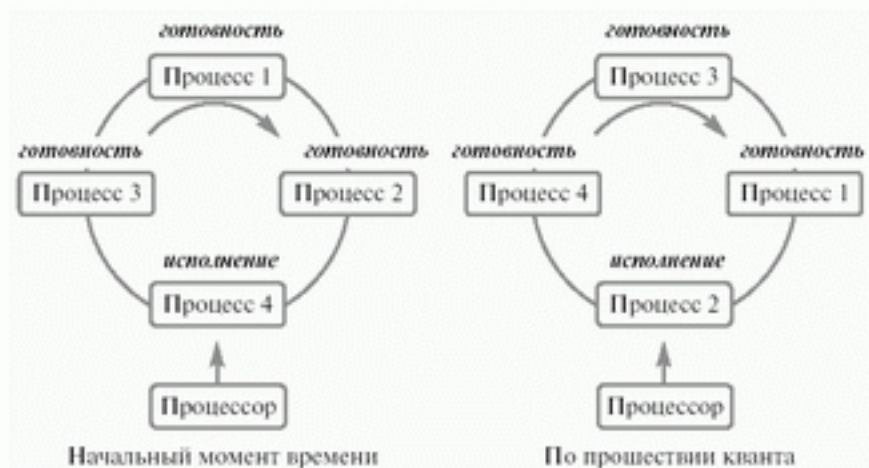 готовность
Процесс 1
готовность
готовность
Процесс 3
Процесс 2
исполнение
Процесс 4
Процессор
Начальный момент времени
готовность
Процесс 3
готовность
готовность
Процесс 4
Процесс 1
исполнение
Процесс 2
Процессор
По прошествии кванта